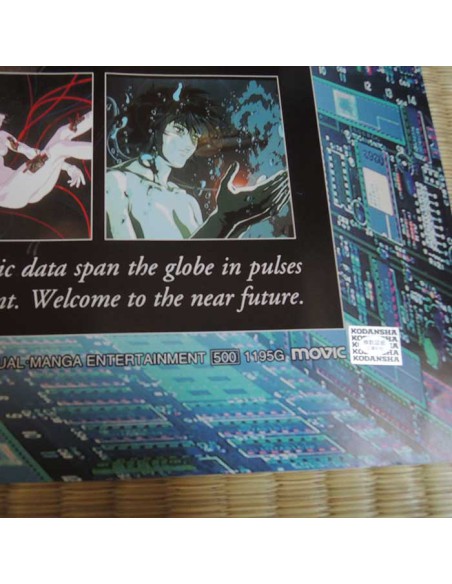 ic data span the globe in pulses
nt. Welcome to the near future.
UAL MANGA ENTERTAINMENT 500 1195G movic
KODANSHA
KODANSHA
KODANSHA
KODANSHA